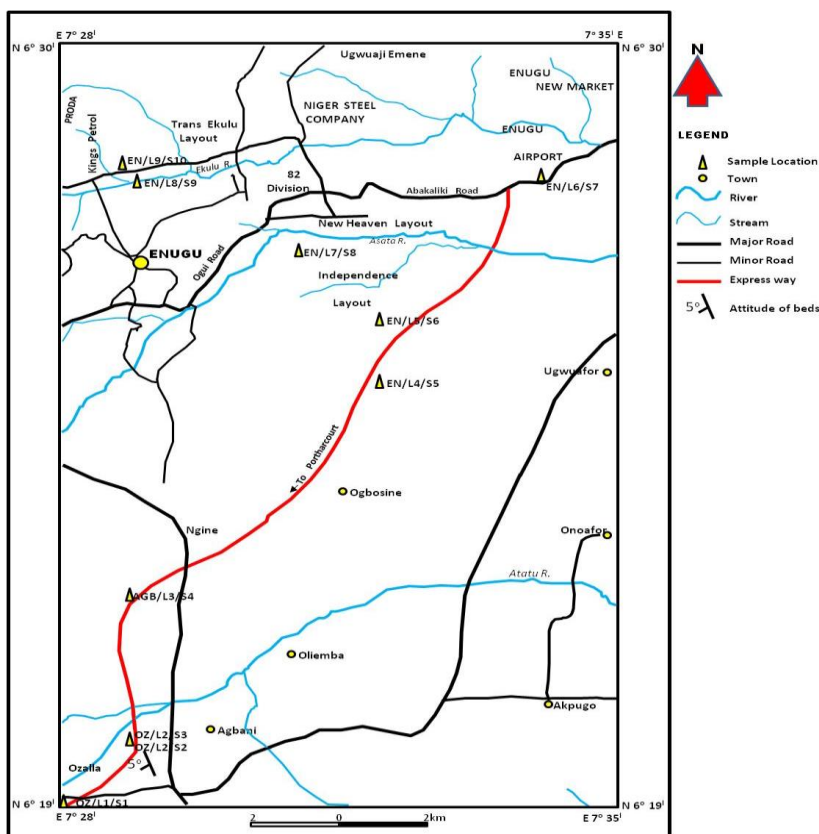 E 7° 28ˡ
7° 35ˡ E
N 6° 30ˡ
N 6° 30ˡ
Ugwuaji Emene
ENUGU
NEW MARKET
N
PRODA
Kings Petrol
Trans Ekulu
Layout
NIGER STEEL
COMPANY
ENUGU
AIRPORT
LEGEND
EN/L9/S10
Ekulu R.
EN/L8/S9
82
Division
Abakaliki Road
EN/L6/S7
Sample Location
Town
River
Stream
Major Road
Minor Road
Express way
5° Attitude of beds
New Heaven Layout
Asata R.
ENUGU
Ogui Road
EN/L7/S8
Independence
Layout
EN/L5/S6
Ugwuafor
EN/L4/S5
To Portharcourt
Ogbosine
Ngine
Onoafor
Atatu R.
AGB/L3/S4
Oliemba
Akpugo
Agbani
OZ/L2/S3
OZ/L2/S2
5°
Ozalla
OZ/L1/S1
N 6° 19ˡ
N 6° 19ˡ
E 7° 28ˡ
7° 35ˡ E
2 0 2km